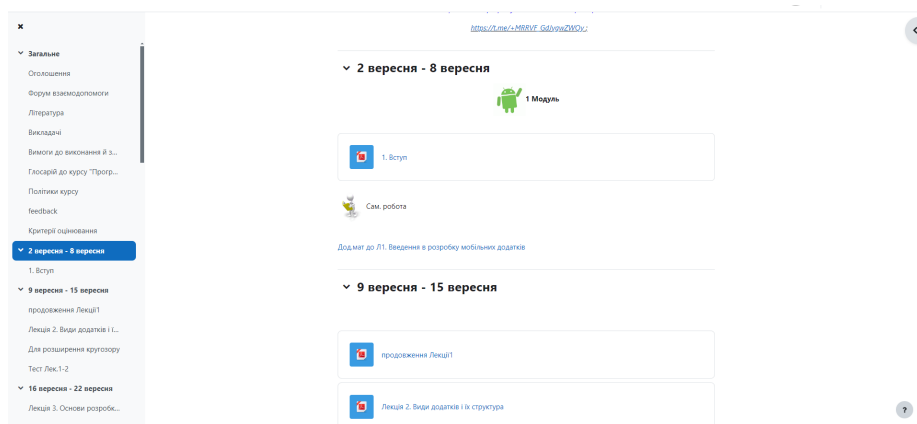 https://t.me/+MRRVF_GdJvgwZWOy ;
Загальне
Оголошення
Форум взаємодопомоги
Література
Викладачі
Вимоги до виконання й з...
Глосарій до курсу "Прогр...
Політики курсу
feedback
Критерії оцінювання
2 вересня - 8 вересня
1. Вступ
9 вересня - 15 вересня
продовження Лекції1
Лекція 2. Види додатків і ї...
Для розширення кругозору
Тест Лек.1-2
16 вересня - 22 вересня
Лекція 3. Основи розробк...
2 вересня - 8 вересня
1 Модуль
1. Вступ
Сам. робота
Дод.мат до Л1. Введення в розробку мобільних додатків
9 вересня - 15 вересня
продовження Лекції1
Лекція 2. Види додатків і їх структура
?